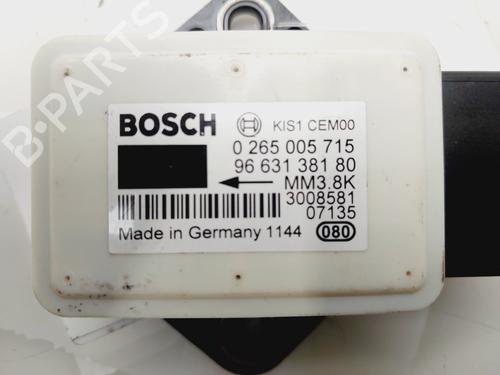 B-PARTS
BOSCH KIS1 CEM00
0 265 005 715
96 631 381 80
MM3.8K
3008581
07135
Made in Germany 1144 080